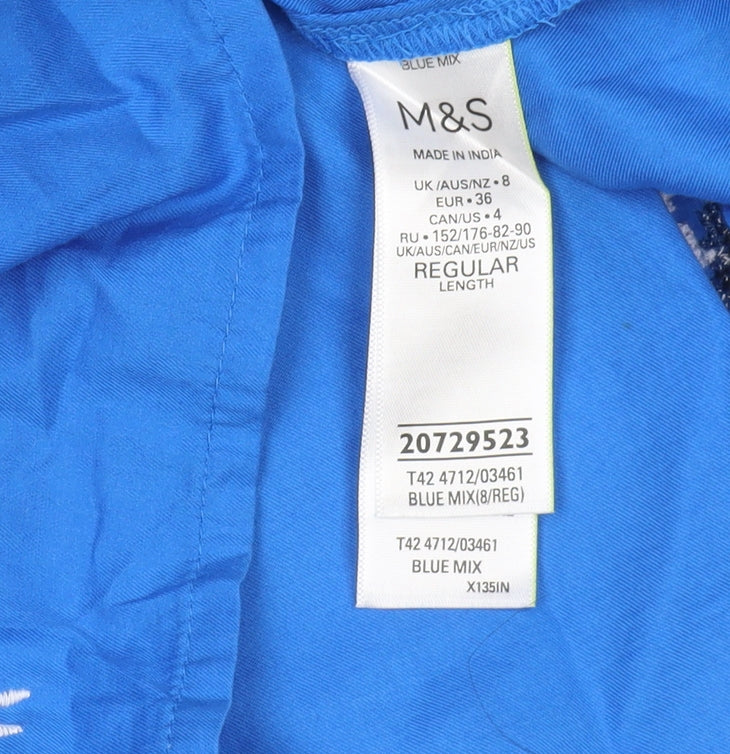 BLUE MIX
M&S
MADE IN INDIA
UK/AUS/NZ • 8
EUR • 36
CAN/US • 4
RU • 152/176-82-90
UK/AUS/CAN/EUR/NZ/US
REGULAR
LENGTH
20729523
T42 4712/03461
BLUE MIX(8/REG)
T42 4712/03461
BLUE MIX
X135IN